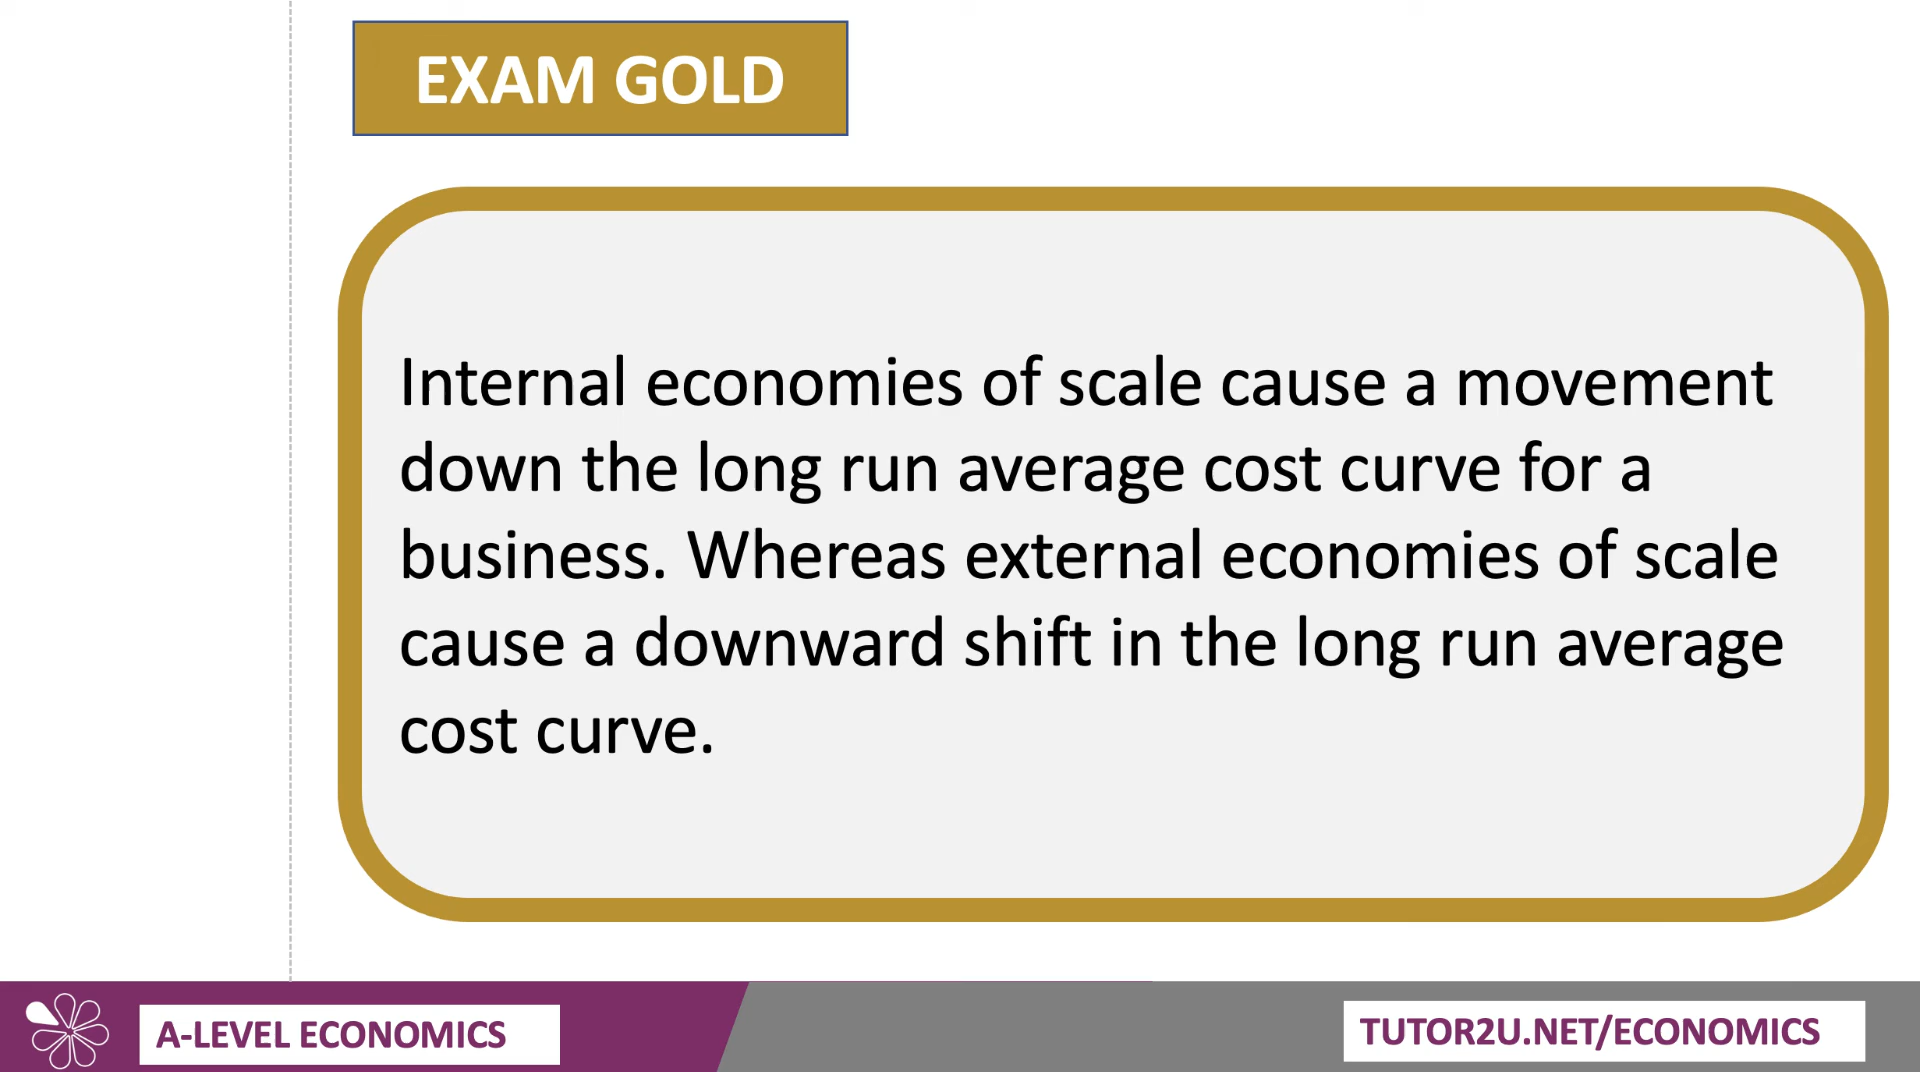 EXAM GOLD
Internal economies of scale cause a movement
down the long run average cost curve for a
business. Whereas external economies of scale
cause a downward shift in the long run average
cost curve.
A-LEVEL ECONOMICS
TUTOR2U.NET/ECONOMICS